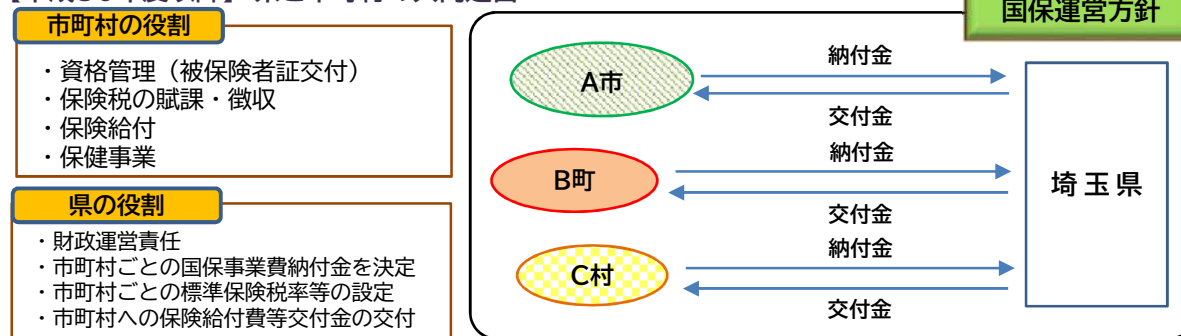 国保運営方針
市町村の役割
・資格管理（被保険者証交付）
・保険税の賦課・徴収
・保険給付
・保健事業
県の役割
・財政運営責任
・市町村ごとの国保事業費納付金を決定
・市町村ごとの標準保険税率等の設定
・市町村への保険給付費等交付金の交付
A市
納付金
交付金
B町
納付金
交付金
C村
納付金
交付金
埼玉県